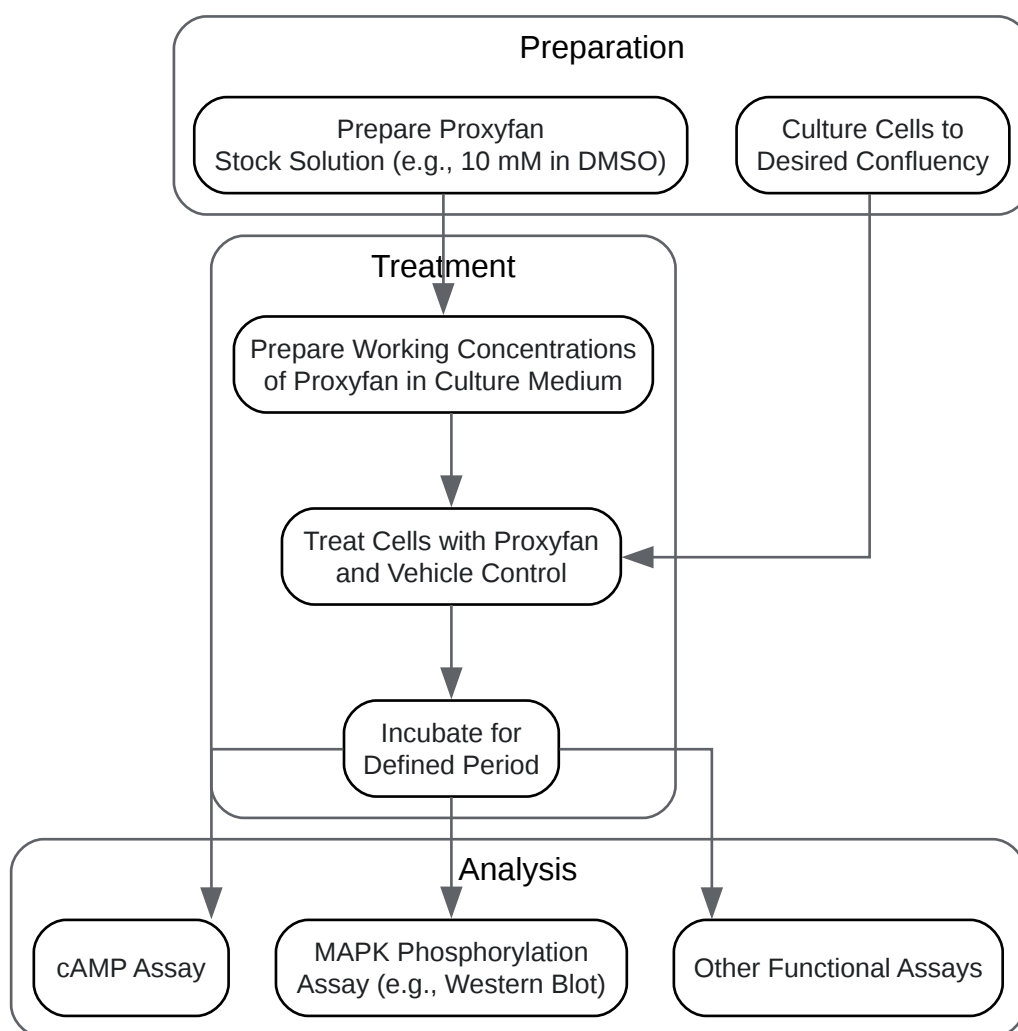 Preparation
Prepare Proxyfan
Stock Solution (e.g., 10 mM in DMSO)
Culture Cells to
Desired Confluency
Treatment
Prepare Working Concentrations
of Proxyfan in Culture Medium
Treat Cells with Proxyfan
and Vehicle Control
Incubate for
Defined Period
Analysis
cAMP Assay
MAPK Phosphorylation
Assay (e.g., Western Blot)
Other Functional Assays